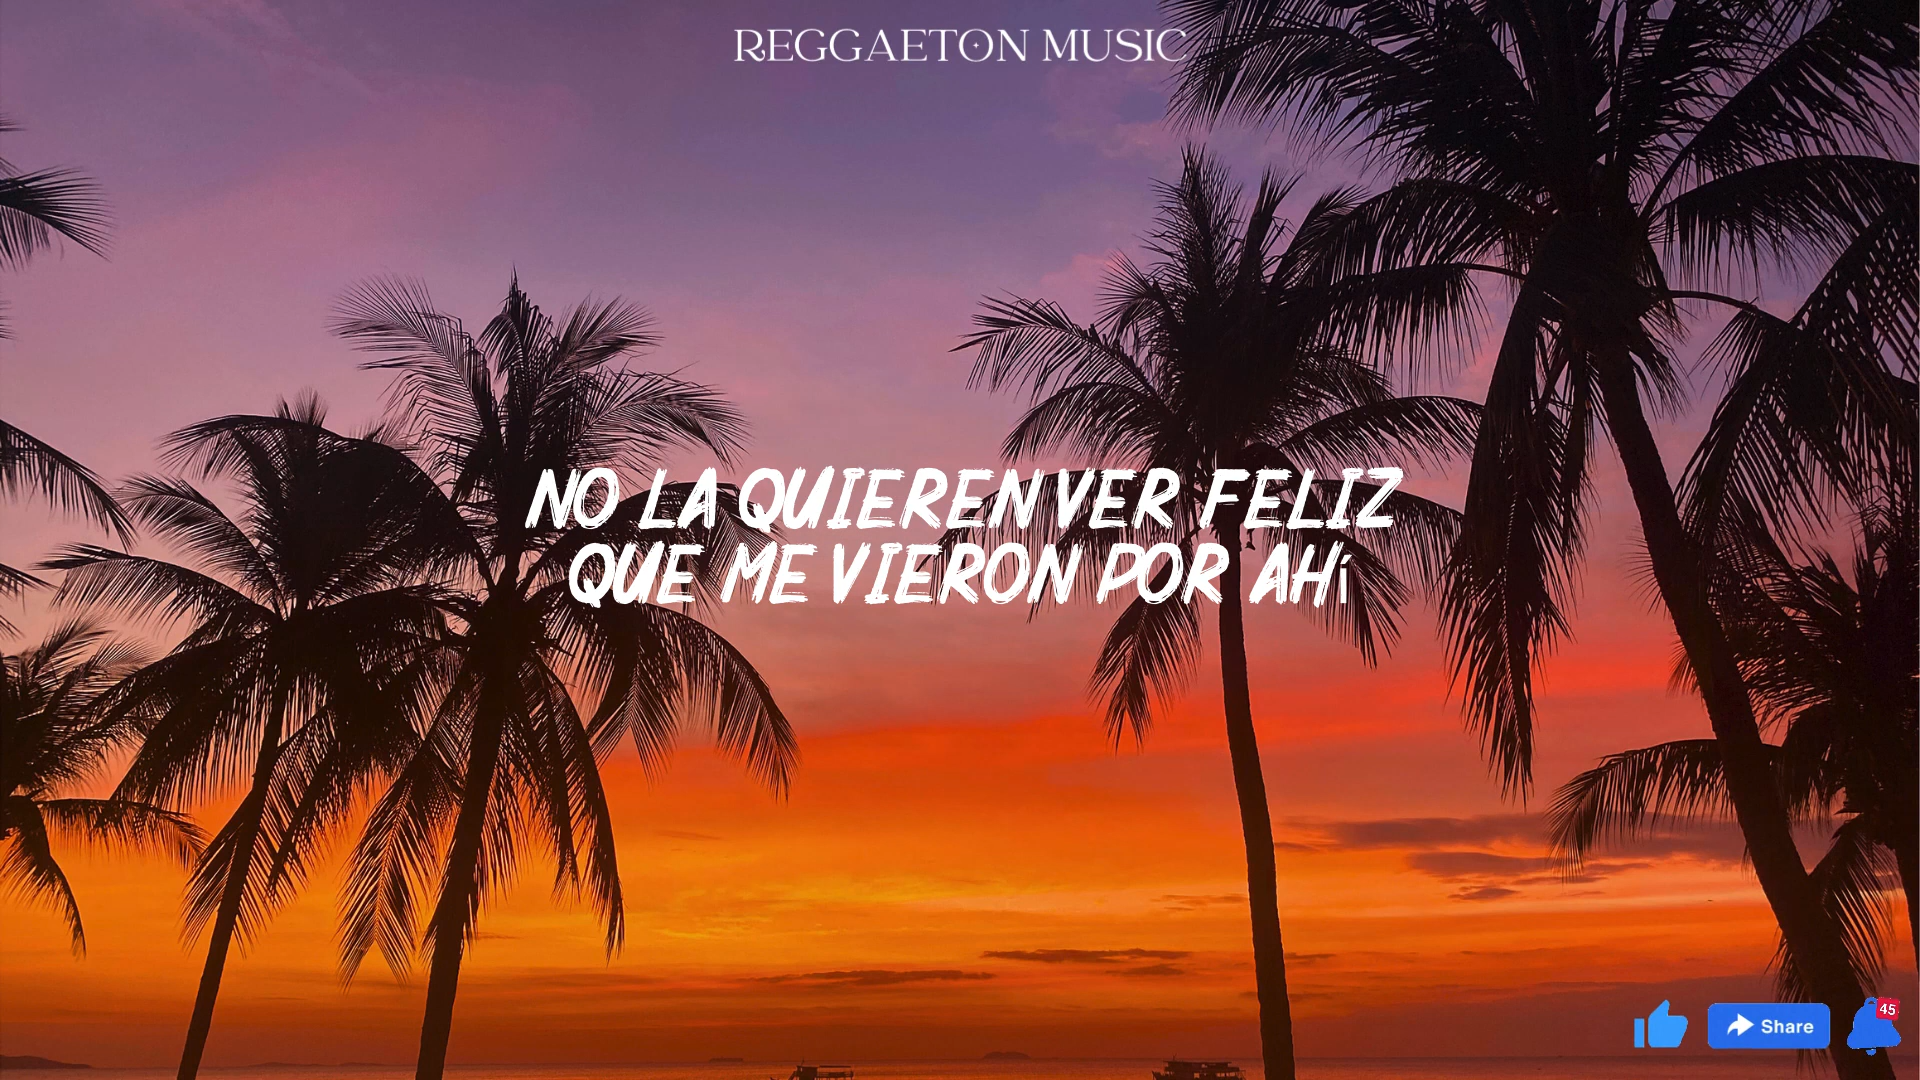 REGGAETON MUSIC
NO LA QUIEREN VER FELIZ
QUE ME VIERON POR AHí
Share
45